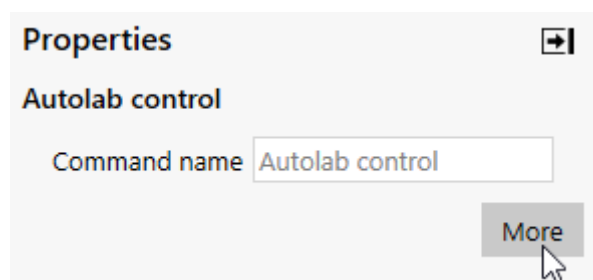 Properties
Autolab control
Command name Autolab control
More